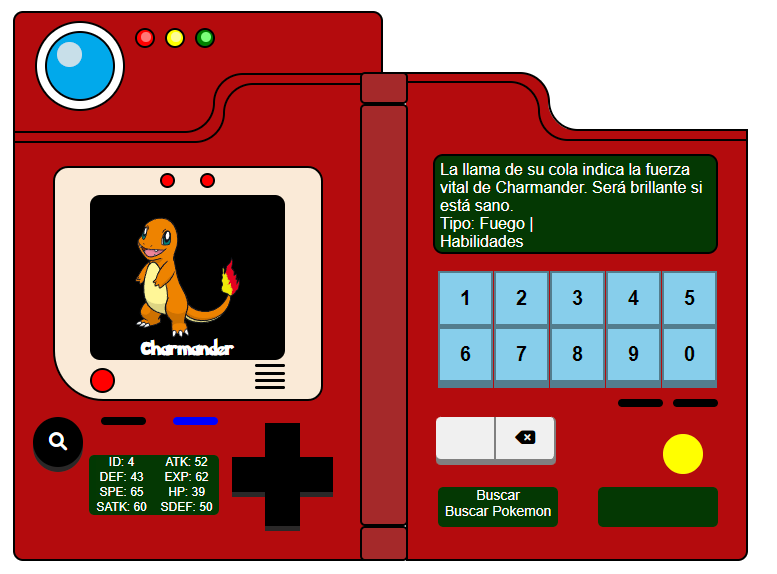 Charmander
ID: 4 ATK: 52
DEF: 43 EXP: 62
SPE: 65 HP: 39
SATK: 60 SDEF: 50
La llama de su cola indica la fuerza
vital de Charmander. Será brillante si
está sano.
Tipo: Fuego |
Habilidades
1 2 3 4 5
6 7 8 9 0
Buscar
Buscar Pokemon